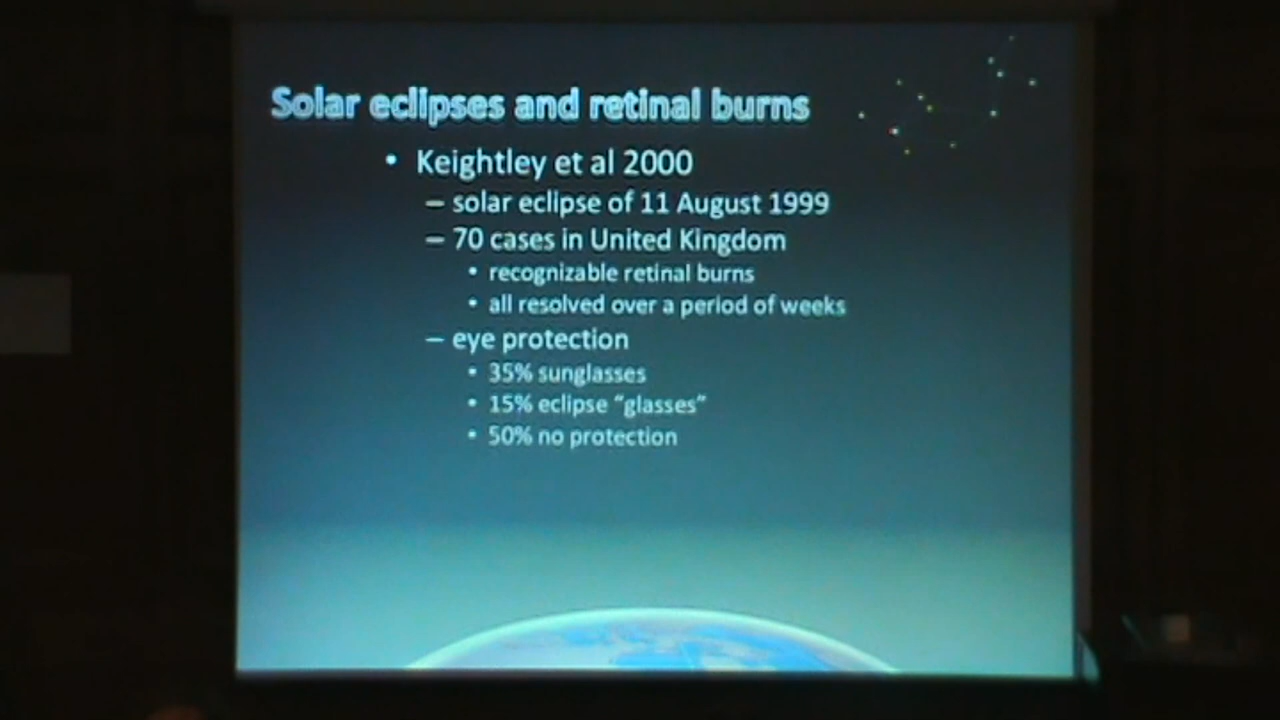 Solar eclipses and retinal burns
• Keightley et al 2000
– solar eclipse of 11 August 1999
– 70 cases in United Kingdom
• recognizable retinal burns
• all resolved over a period of weeks
– eye protection
• 35% sunglasses
• 15% eclipse “glasses”
• 50% no protection